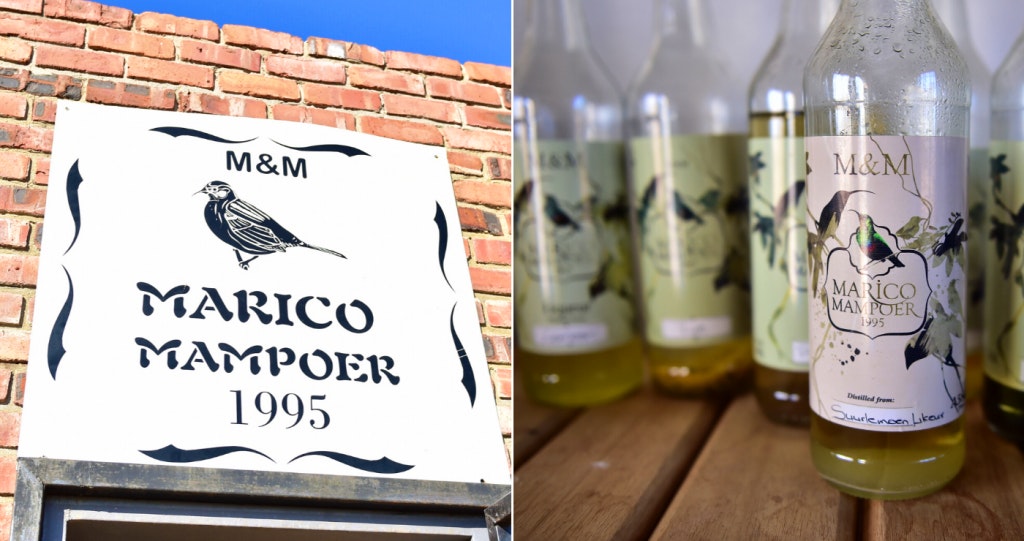 M&M
MARICO
MAMPOER
1995
M&M
M&M
MARICO
MAMPOER
1995
Distilled from:
Suurlemoen Likeur